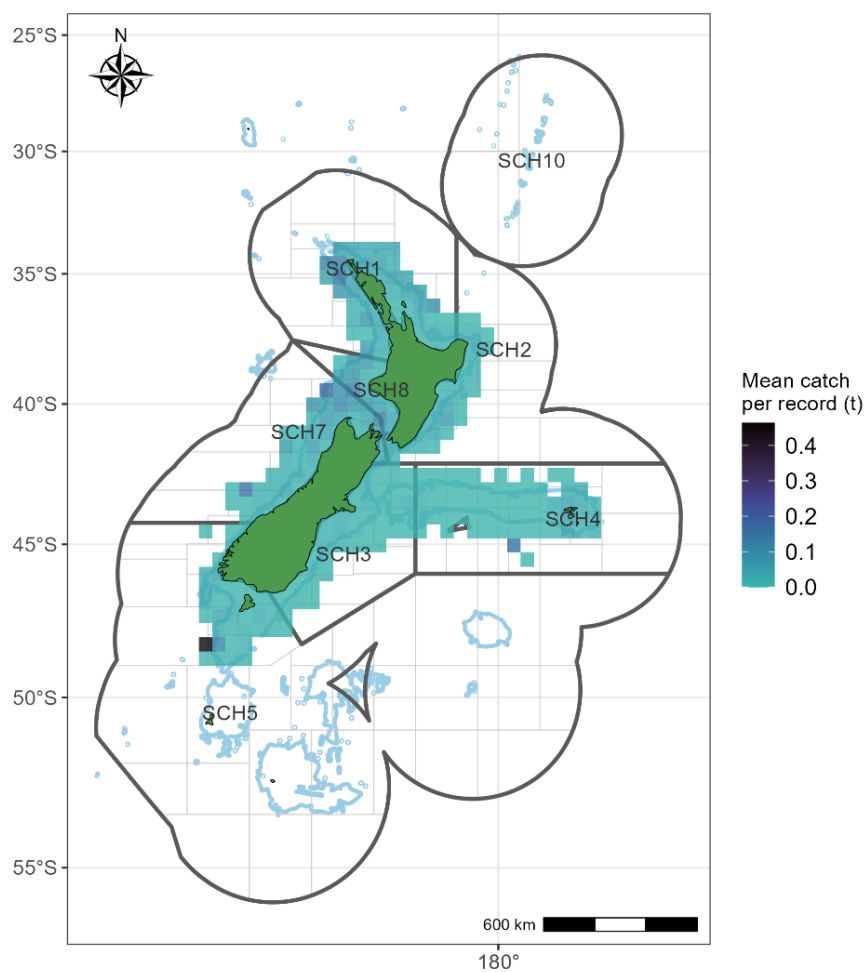 25°S
30°S
35°S
40°S
45°S
50°S
55°S
N
SCH10
SCH1
SCH2
SCH8
SCH7
SCH4
SCH3
SCH5
600 km
180°
Mean catch
per record (t)
0.4
0.3
0.2
0.1
0.0